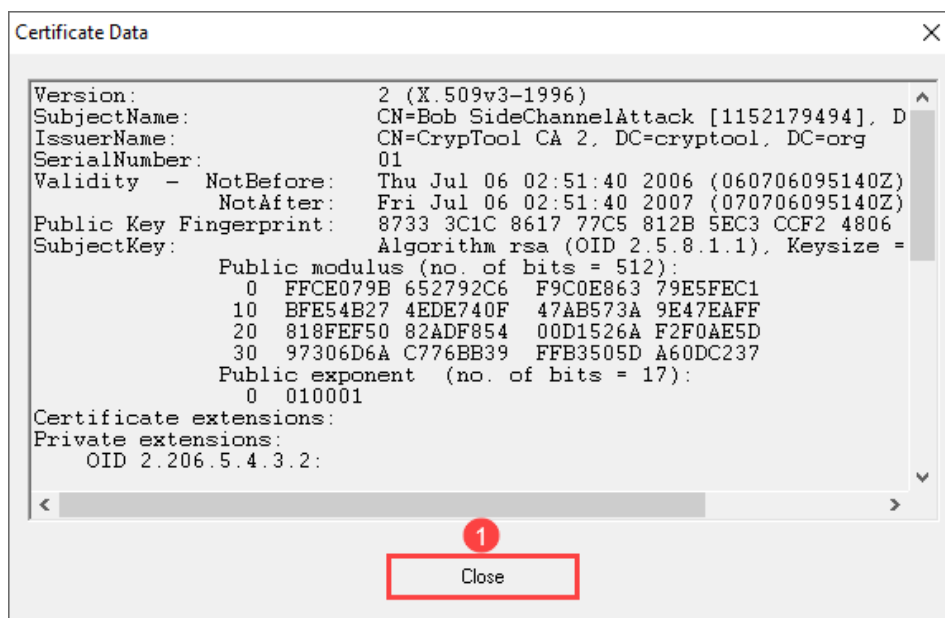 Certificate Data
Version: 2 (X.509v3-1996)
SubjectName: CN=Bob SideChannelAttack [1152179494], D
IssuerName: CN=CrypTool CA 2, DC=cryptool, DC=org
SerialNumber: 01
Validity - NotBefore: Thu Jul 06 02:51:40 2006 (060706095140Z)
NotAfter: Fri Jul 06 02:51:40 2007 (070706095140Z)
Public Key Fingerprint: 8733 3C1C 8617 77C5 812B 5EC3 CCF2 4806
SubjectKey: Algorithm rsa (OID 2.5.8.1.1), Keysize =
Public modulus (no. of bits = 512):
0 FFCE079B 652792C6 F9C0E863 79E5FEC1
10 BFE54B27 4EDE740F 47AB573A 9E47EAFF
20 818FEF50 82ADF854 00D1526A F2F0AE5D
30 97306D6A C776BB39 FFB3505D A60DC237
Public exponent (no. of bits = 17):
0 010001
Certificate extensions:
Private extensions:
OID 2.206.5.4.3.2:
1
Close